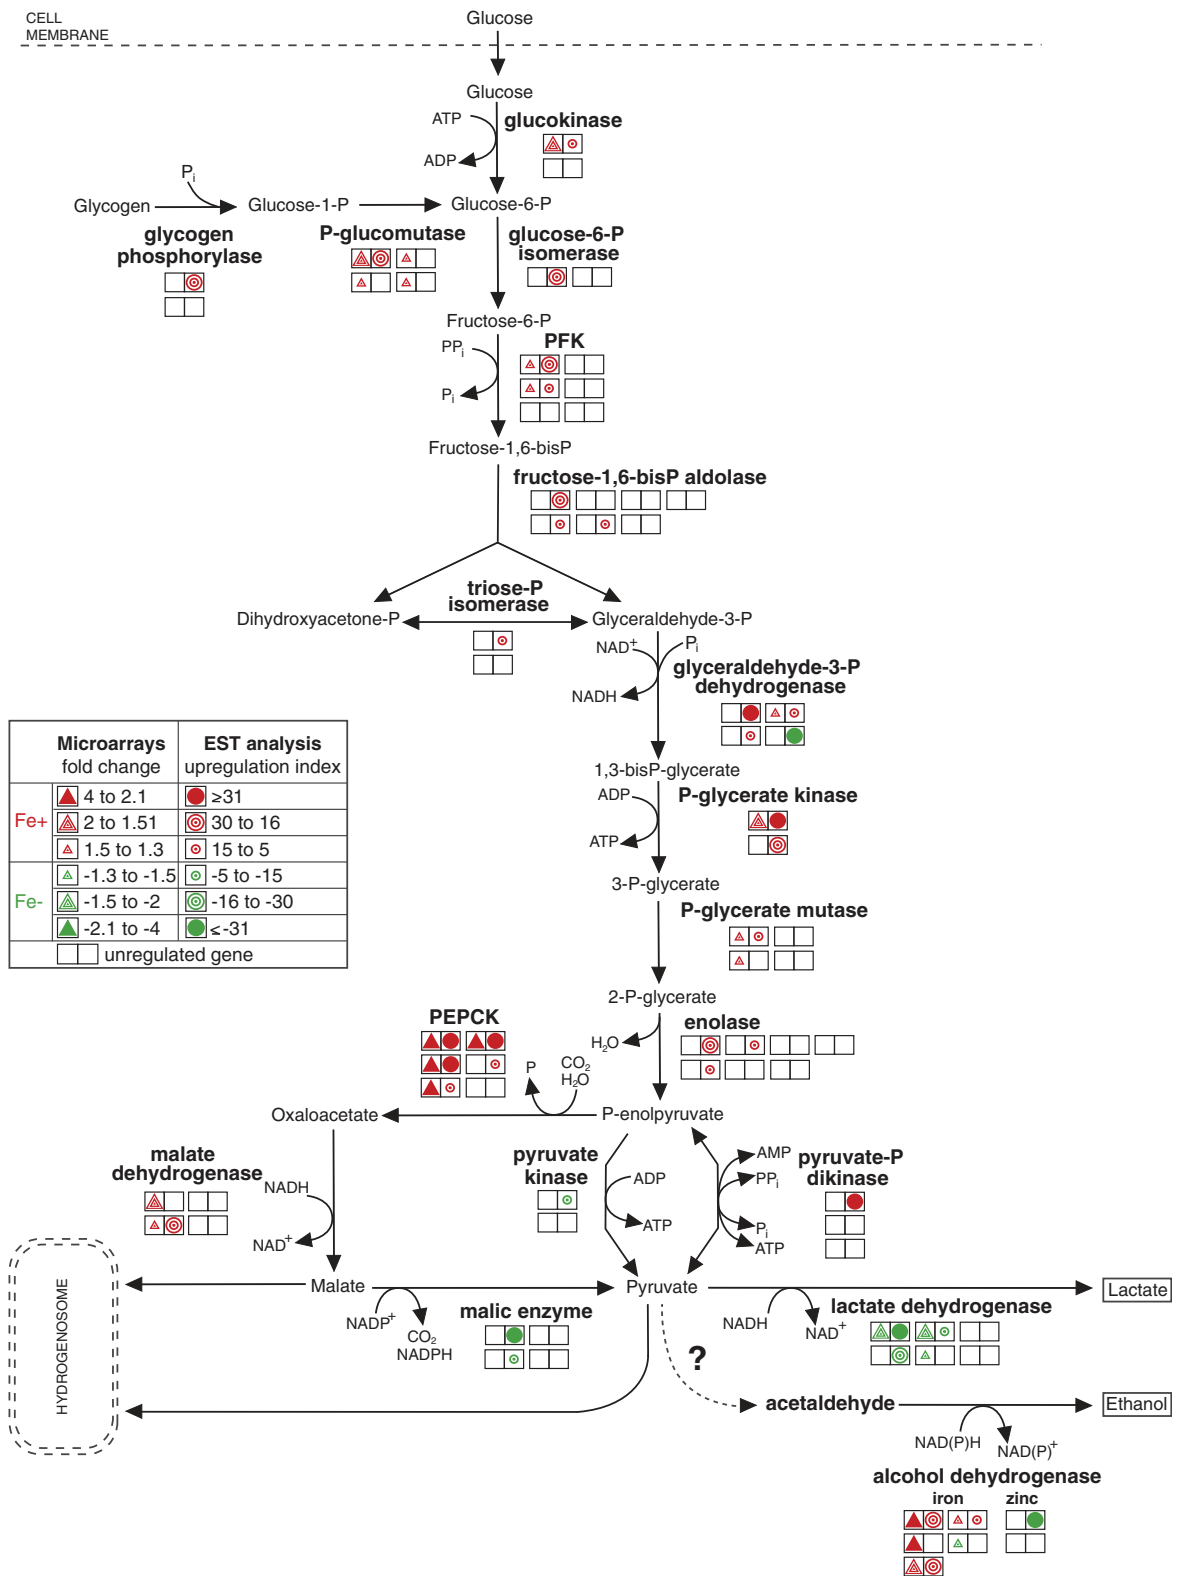 CELL
MEMBRANE
Glucose
Glucose
ATP
glucokinase
ADP
Pi
Glycogen
Glucose-1-P
Glucose-6-P
glycogen
phosphorylase
P-glucomutase
glucose-6-P
isomerase
Fructose-6-P
PPi
PFK
Pi
Fructose-1,6-bisP
fructose-1,6-bisP aldolase
triose-P
isomerase
Dihydroxyacetone-P
Glyceraldehyde-3-P
NAD+
Pi
NADH
glyceraldehyde-3-P
dehydrogenase
Microarrays
fold change
EST analysis
upregulation index
Fe+
4 to 2.1
≥31
2 to 1.51
30 to 16
1.5 to 1.3
15 to 5
Fe-
-1.3 to -1.5
-5 to -15
-1.5 to -2
-16 to -30
-2.1 to -4
≤-31
unregulated gene
1,3-bisP-glycerate
ADP
P-glycerate kinase
ATP
3-P-glycerate
P-glycerate mutase
2-P-glycerate
PEPCK
H2O
enolase
P
CO2
H2O
Oxaloacetate
P-enolpyruvate
malate
dehydrogenase
NADH
NAD+
pyruvate
kinase
ADP
ATP
AMP
PPi
Pi
ATP
pyruvate-P
dikinase
HYDROGENOSOME
Malate
Pyruvate
Lactate
NADP+
CO2
NADPH
malic enzyme
NADH
NAD+
lactate dehydrogenase
?
acetaldehyde
Ethanol
NAD(P)H
NAD(P)+
alcohol dehydrogenase
iron
zinc